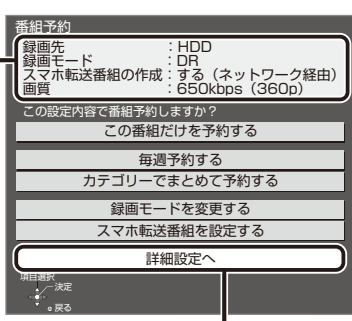 番組予約
録画先　　　　　　　：HDD
録画モード　　　　　：DR
スマホ転送番組の作成：する（ネットワーク経由）
画質　　　　　　　　：650kbps（360p）
この設定内容で番組予約しますか？
この番組だけを予約する
毎週予約する
カテゴリーでまとめて予約する
録画モードを変更する
スマホ転送番組を設定する
詳細設定へ
項目選択
決定
戻る